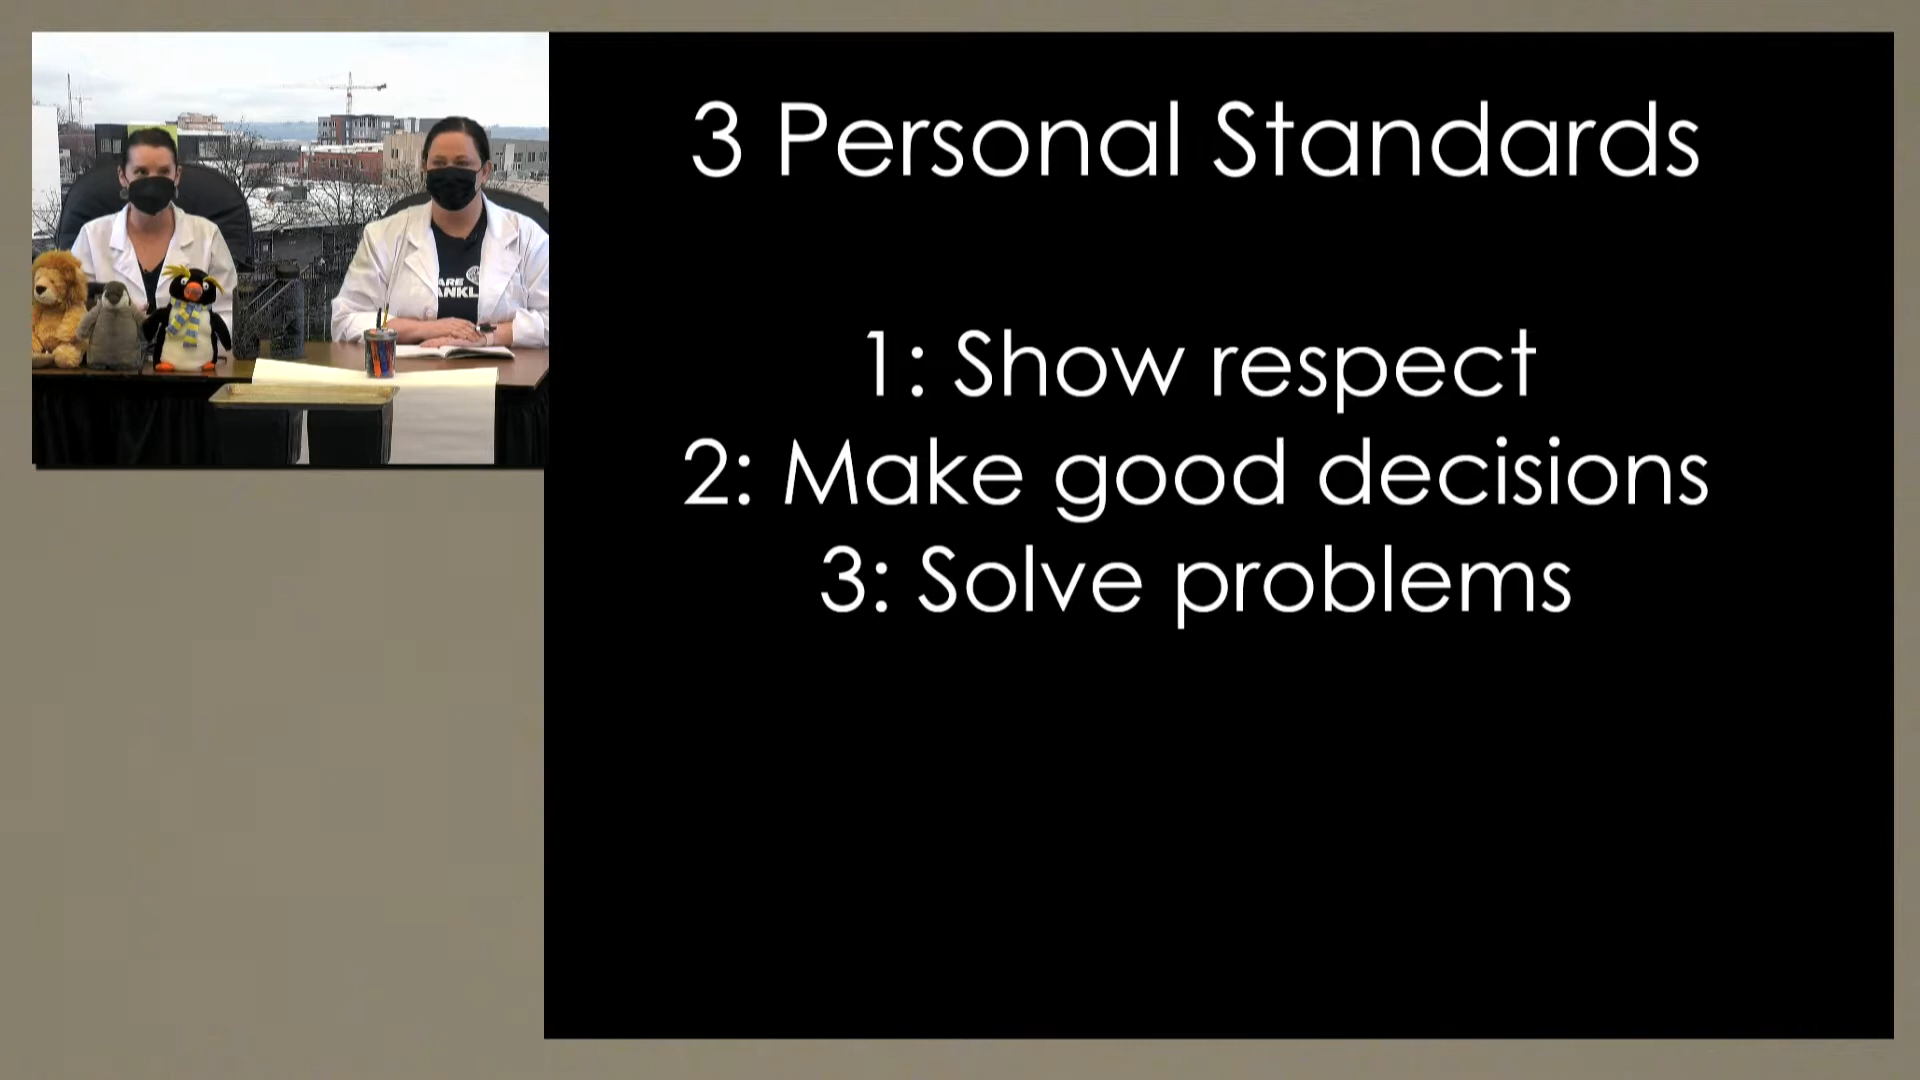 3 Personal Standards
1: Show respect
2: Make good decisions
3: Solve problems